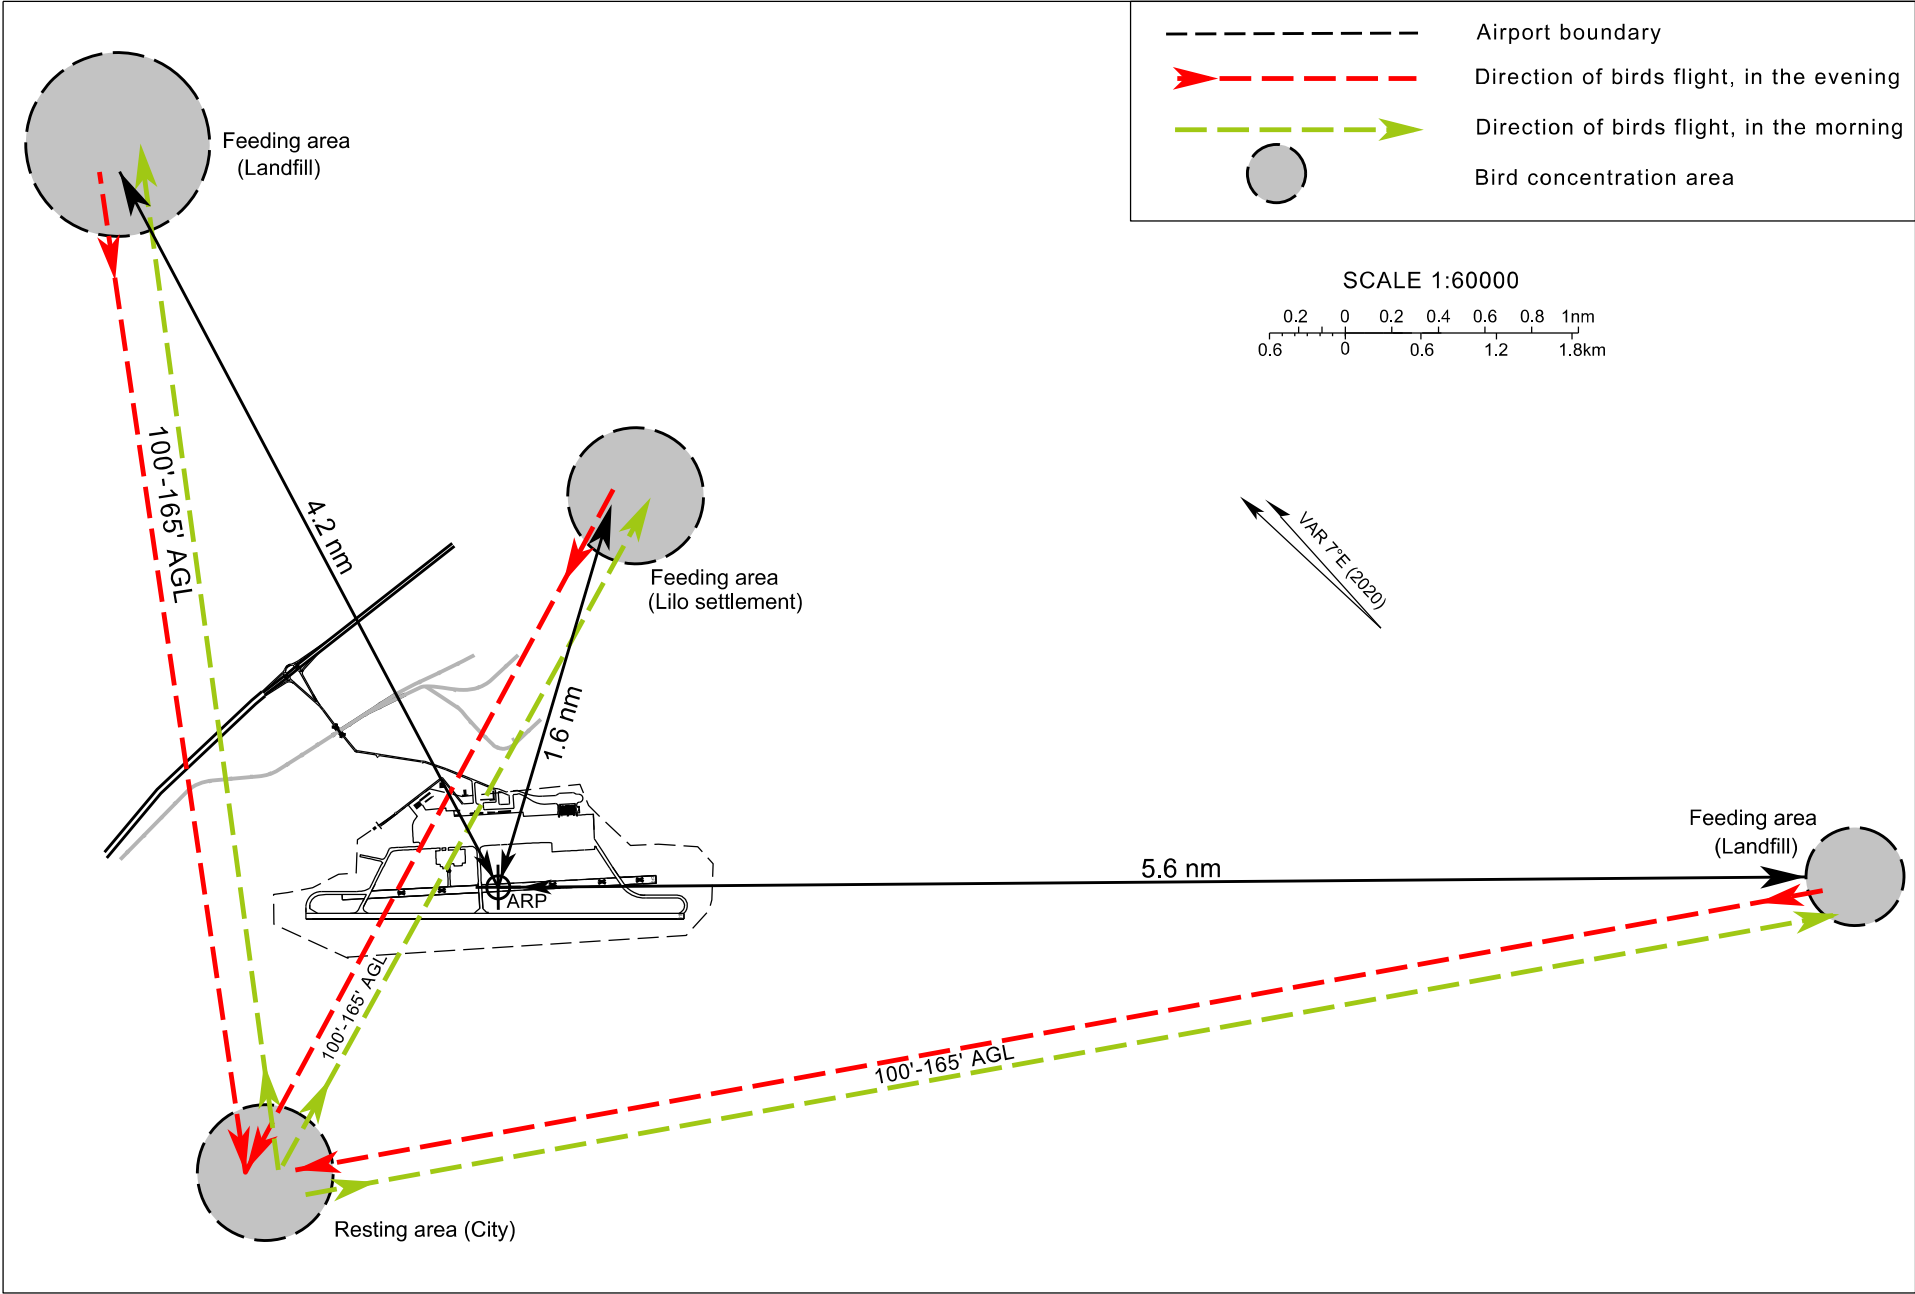 Airport boundary
Direction of birds flight, in the evening
Direction of birds flight, in the morning
Bird concentration area
Feeding area
(Landfill)
SCALE 1:60000
0.2 0 0.2 0.4 0.6 0.8 1nm
0.6 0 0.6 1.2 1.8km
100'-165' AGL
4.2 nm
VAR 7°E (2020)
Feeding area
(Lilo settlement)
1.6 nm
Feeding area
(Landfill)
5.6 nm
ARP
100'-165' AGL
100'-165' AGL
Resting area (City)